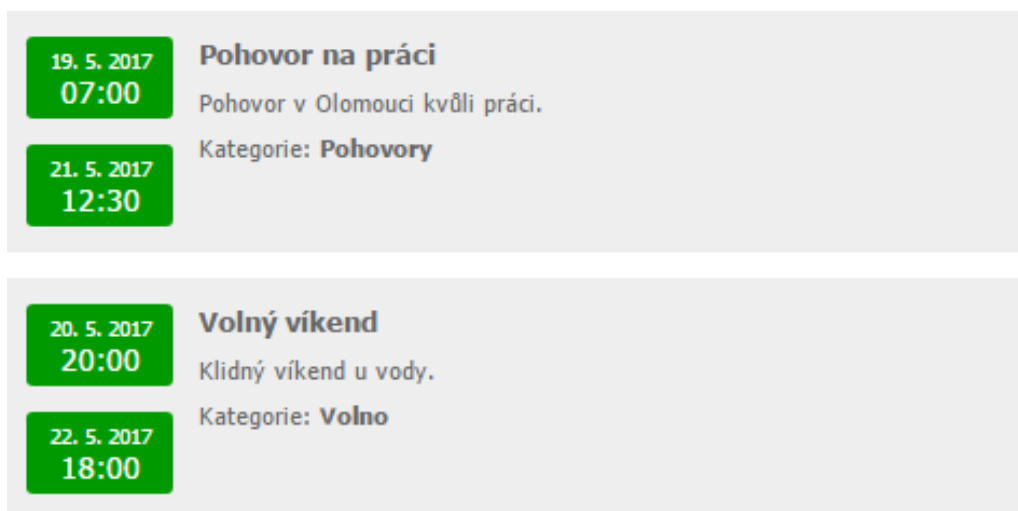 19. 5. 2017
07:00
Pohovor na práci
Pohovor v Olomouci kvůli práci.
Kategorie: Pohovory
21. 5. 2017
12:30
20. 5. 2017
20:00
Volný víkend
Klidný víkend u vody.
Kategorie: Volno
22. 5. 2017
18:00